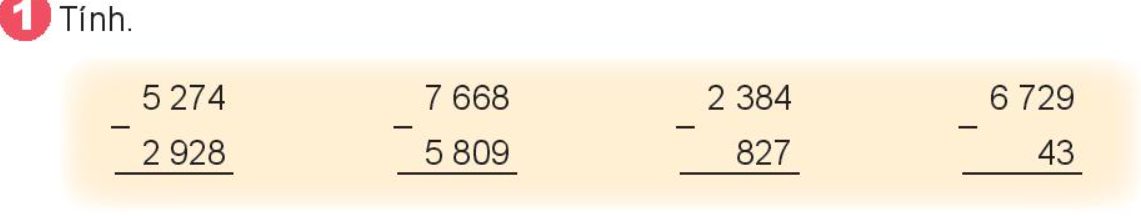 1 Tính.
5 274 7 668 2 384 6 729
– – – –
2 928 5 809 827 43